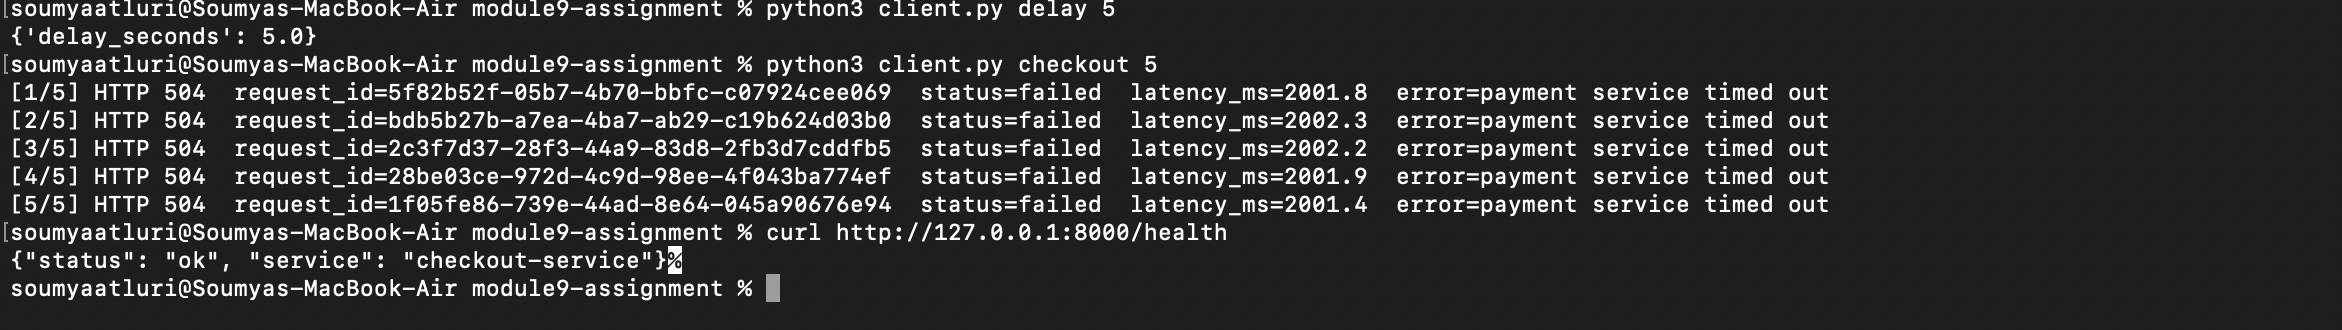 [soumyaatluri@Soumyas-MacBook-Air module9-assignment % python3 client.py delay 5
{'delay_seconds': 5.0}
[soumyaatluri@Soumyas-MacBook-Air module9-assignment % python3 client.py checkout 5
[1/5] HTTP 504  request_id=5f82b52f-05b7-4b70-bbfc-c07924cee069  status=failed  latency_ms=2001.8  error=payment service timed out
[2/5] HTTP 504  request_id=bdb5b27b-a7ea-4ba7-ab29-c19b624d03b0  status=failed  latency_ms=2002.3  error=payment service timed out
[3/5] HTTP 504  request_id=2c3f7d37-28f3-44a9-83d8-2fb3d7cddfb5  status=failed  latency_ms=2002.2  error=payment service timed out
[4/5] HTTP 504  request_id=28be03ce-972d-4c9d-98ee-4f043ba774ef  status=failed  latency_ms=2001.9  error=payment service timed out
[5/5] HTTP 504  request_id=1f05fe86-739e-44ad-8e64-045a90676e94  status=failed  latency_ms=2001.4  error=payment service timed out
[soumyaatluri@Soumyas-MacBook-Air module9-assignment % curl http://127.0.0.1:8000/health
{"status": "ok", "service": "checkout-service"}%
soumyaatluri@Soumyas-MacBook-Air module9-assignment %